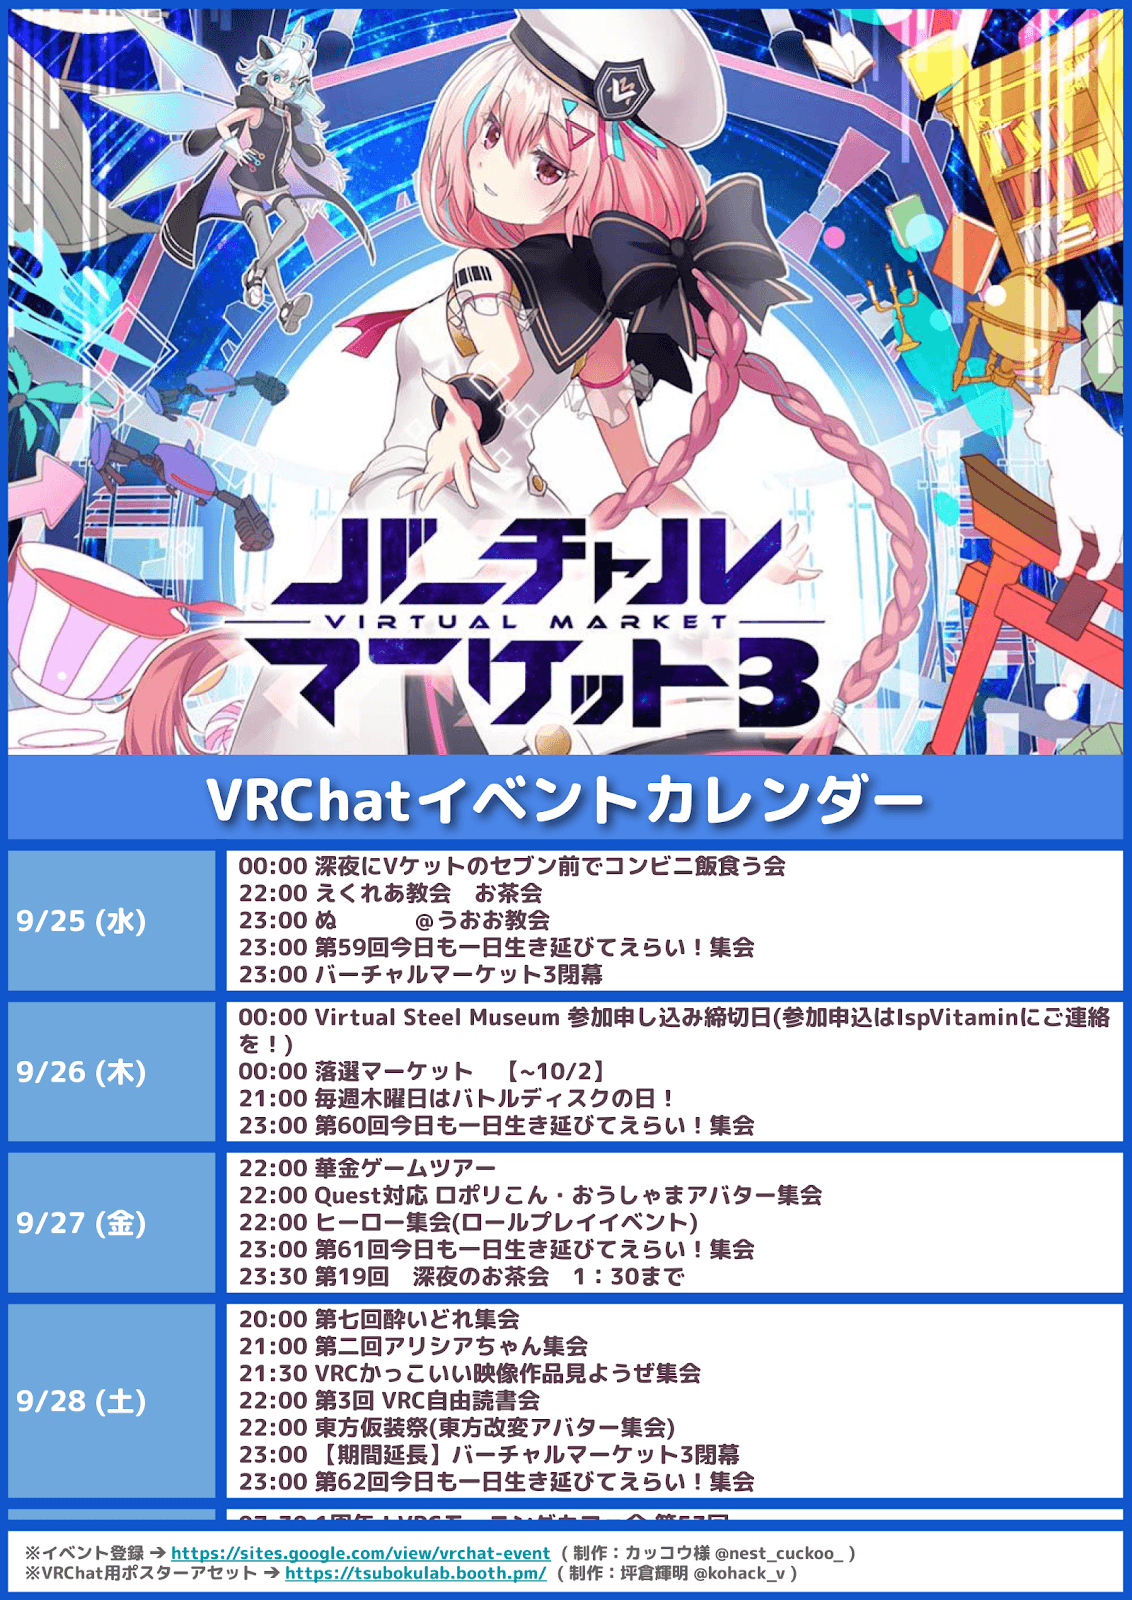 バーチャル
VIRTUAL MARKET
マーケット3
VRChatイベントカレンダー
9/25 (水)
00:00 深夜にVケットのセブン前でコンビニ飯食う会
22:00 えくれあ教会　お茶会
23:00 ぬ　　　　@うおお教会
23:00 第59回今日も一日生き延びてえらい！集会
23:00 バーチャルマーケット3閉幕
9/26 (木)
00:00 Virtual Steel Museum 参加申し込み締切日(参加申込はIspVitaminにご連絡
を！)
00:00 落選マーケット　【~10/2】
21:00 毎週木曜日はバトルディスクの日！
23:00 第60回今日も一日生き延びてえらい！集会
9/27 (金)
22:00 華金ゲームツアー
22:00 Quest対応 ロポリこん・おうしゃまアバター集会
22:00 ヒーロー集会(ロールプレイイベント)
23:00 第61回今日も一日生き延びてえらい！集会
23:30 第19回　深夜のお茶会　1：30まで
9/28 (土)
20:00 第七回酔いどれ集会
21:00 第二回アリシアちゃん集会
21:30 VRCかっこいい映像作品見ようぜ集会
22:00 第3回 VRC自由読書会
22:00 東方仮装祭(東方改変アバター集会)
23:00 【期間延長】バーチャルマーケット3閉幕
23:00 第62回今日も一日生き延びてえらい！集会
※イベント登録 → https://sites.google.com/view/vrchat-event ( 制作：カッコウ様 @nest_cuckoo_ )
※VRChat用ポスターアセット → https://tsubokulab.booth.pm/ ( 制作：坪倉輝明 @kohack_v )